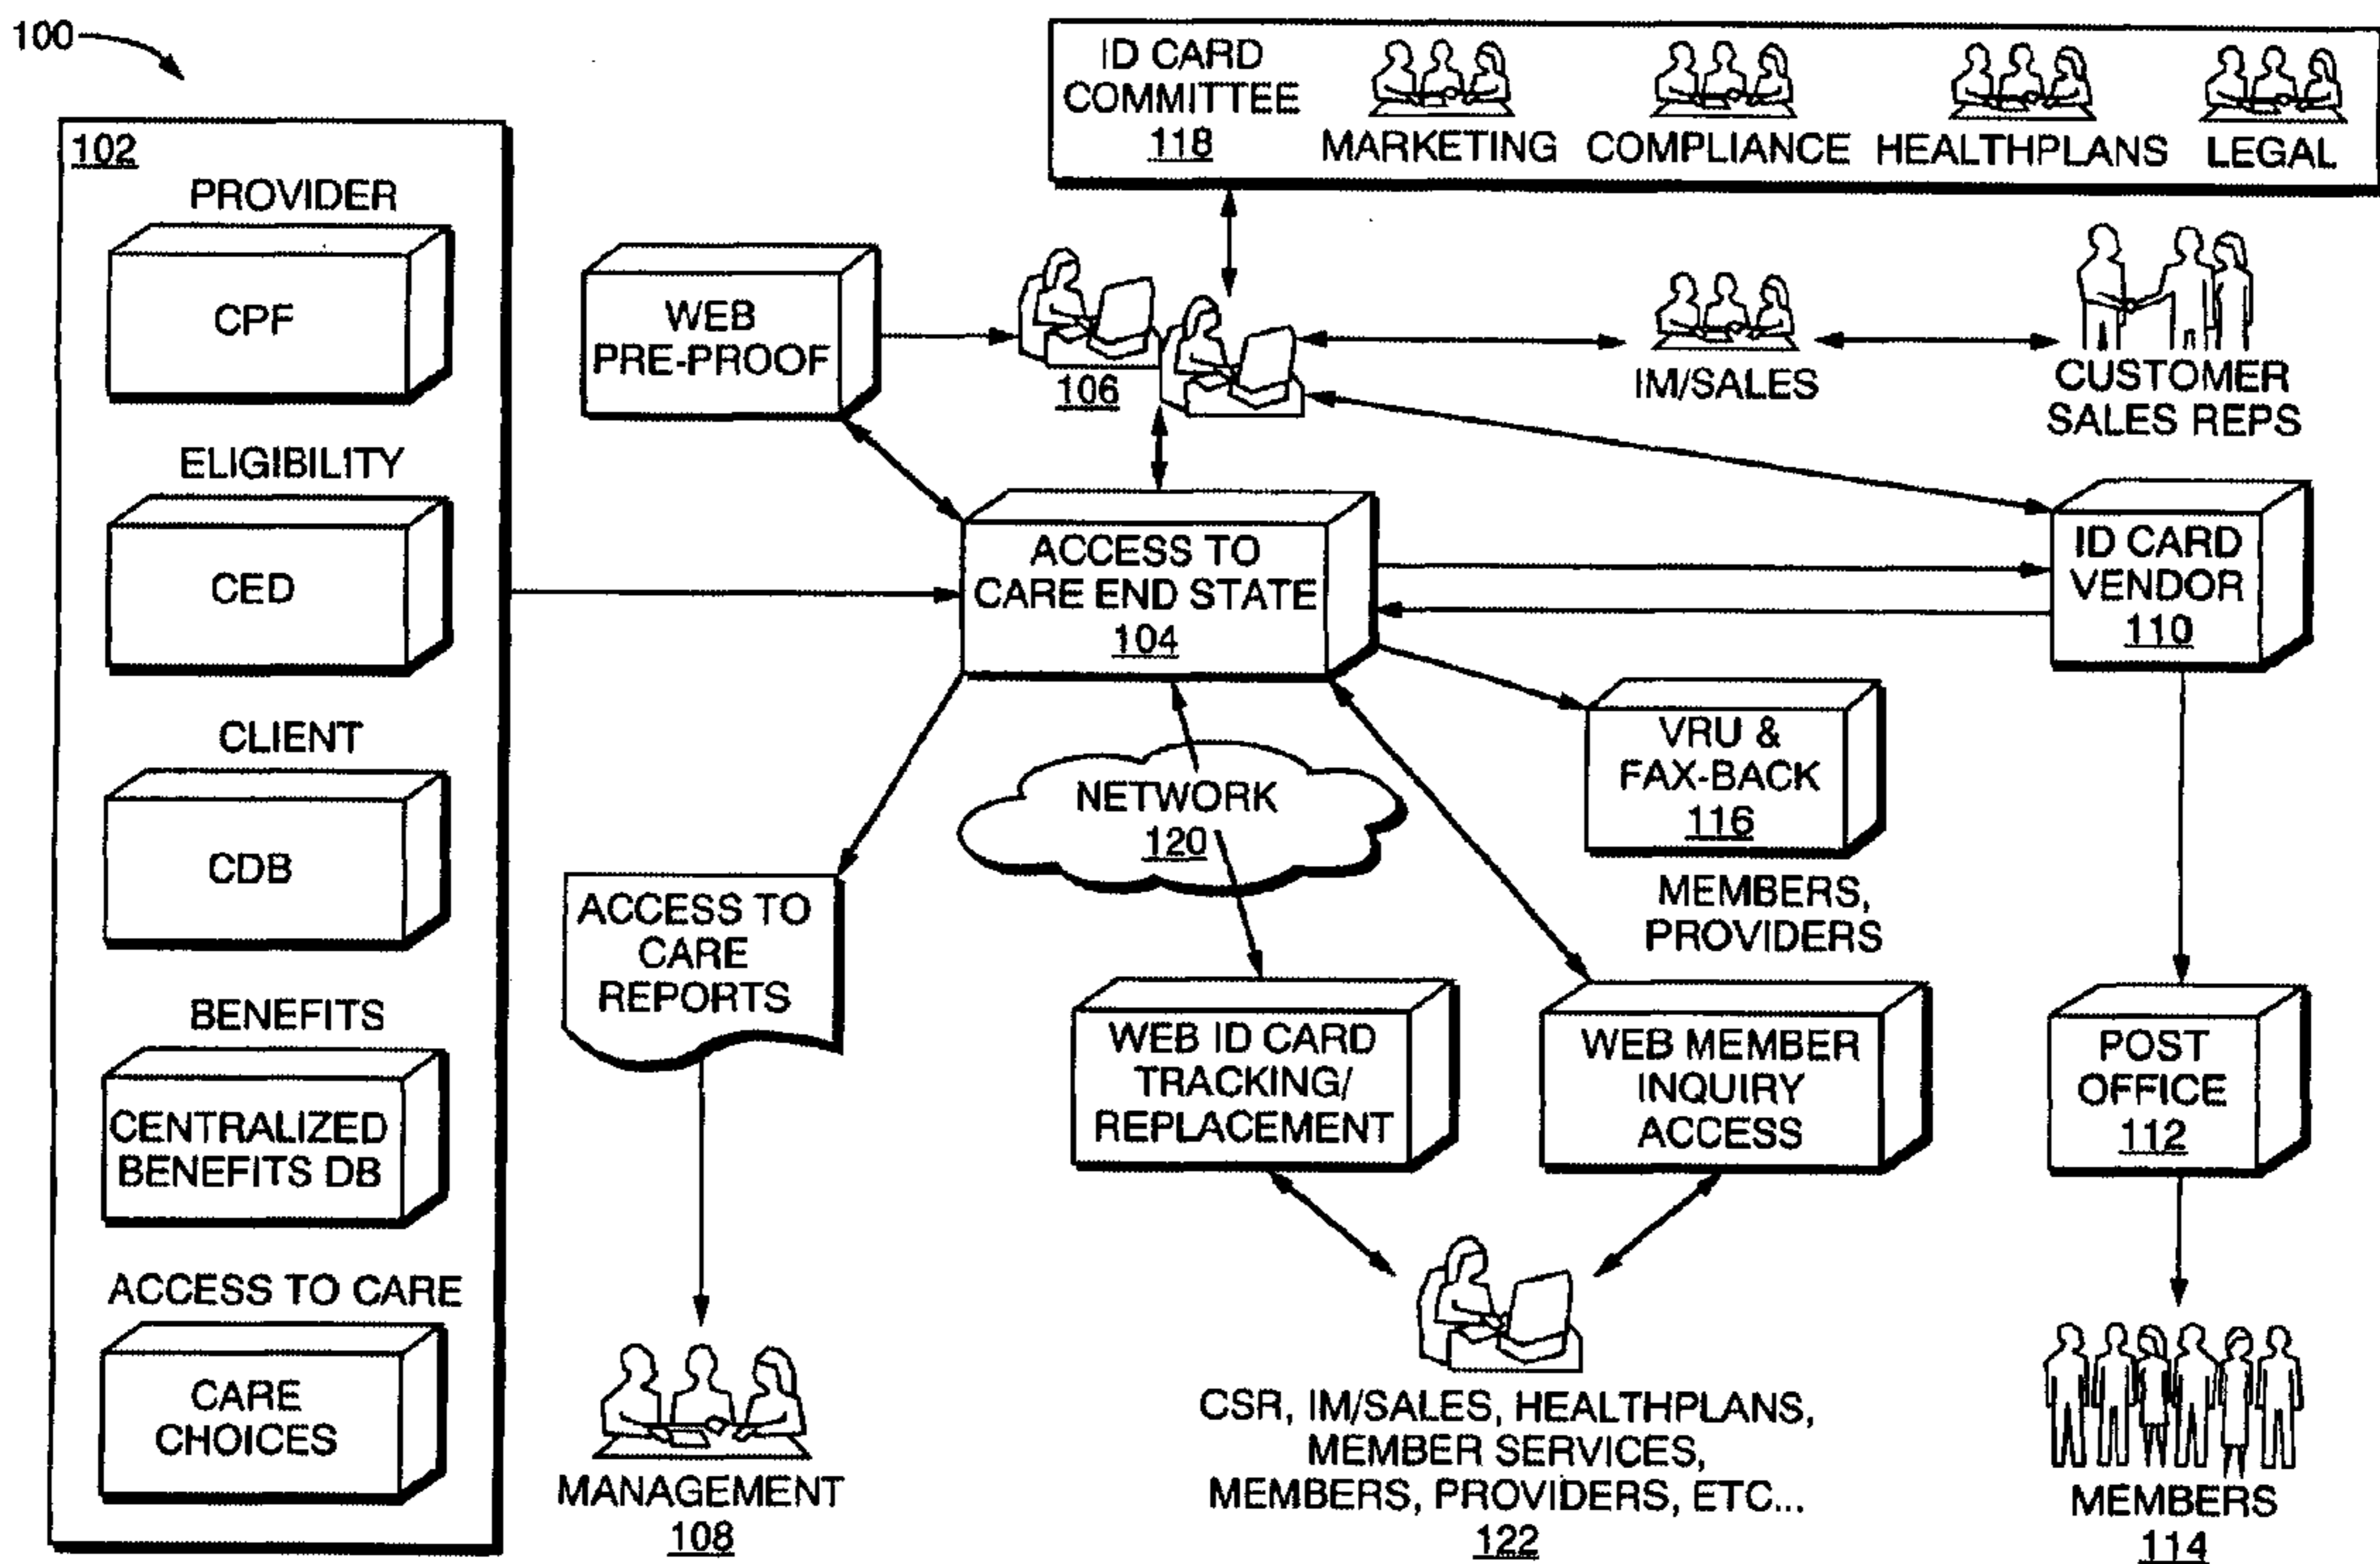 100
ID CARD
COMMITTEE
118
MARKETING
COMPLIANCE
HEALTHPLANS
LEGAL
102
PROVIDER
CPF
ELIGIBILITY
CED
CLIENT
CDB
BENEFITS
CENTRALIZED
BENEFITS DB
ACCESS TO CARE
CARE
CHOICES
WEB
PRE-PROOF
106
IM/SALES
CUSTOMER
SALES REPS
ACCESS TO
CARE END STATE
104
ID CARD
VENDOR
110
VRU &
FAX-BACK
116
MEMBERS,
PROVIDERS
NETWORK
120
ACCESS TO
CARE
REPORTS
WEB ID CARD
TRACKING/
REPLACEMENT
WEB MEMBER
INQUIRY
ACCESS
POST
OFFICE
112
MANAGEMENT
108
CSR, IM/SALES, HEALTHPLANS,
MEMBER SERVICES,
MEMBERS, PROVIDERS, ETC...
122
MEMBERS
114